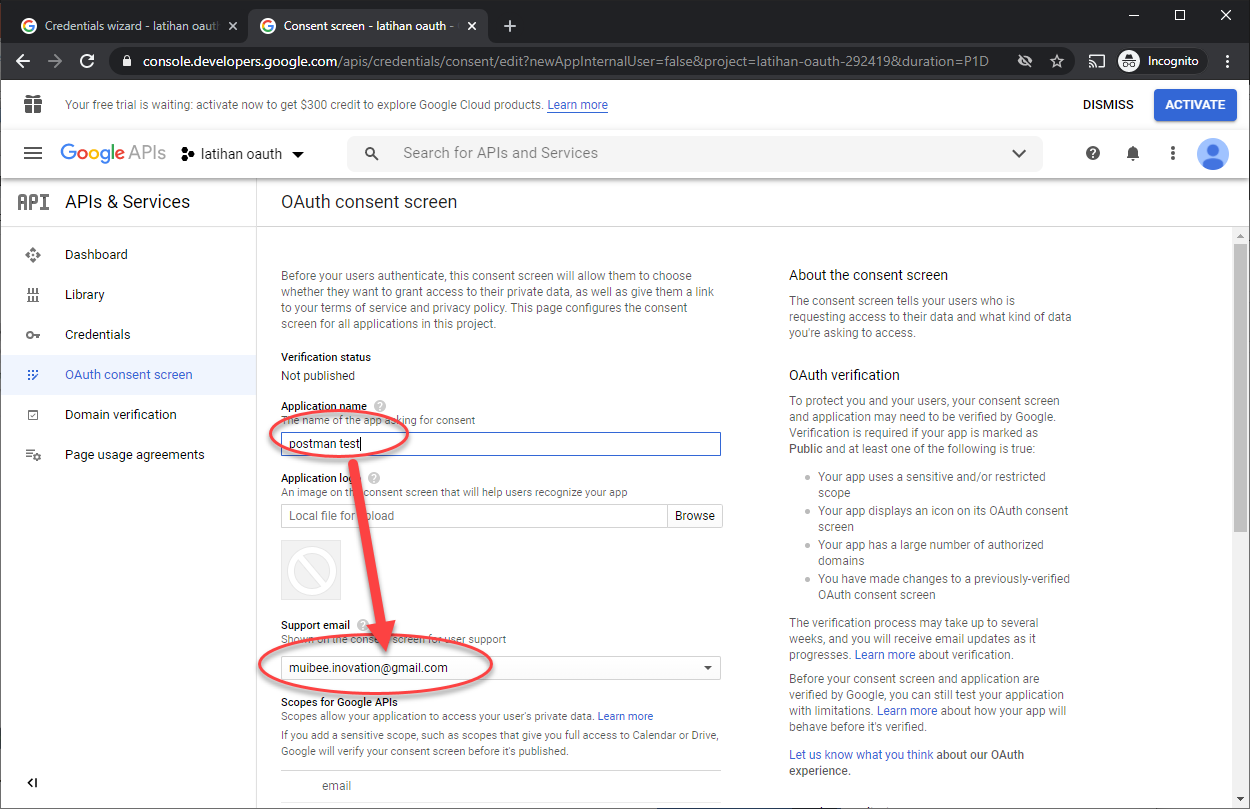 Credentials wizard - latihan oaut
Consent screen - latihan oauth -
console.developers.google.com/apis/credentials/consent/edit?newAppInternalUser=false&project=latihan-oauth-292419&duration=P1D
Incognito
Your free trial is waiting: activate now to get $300 credit to explore Google Cloud products. Learn more
DISMISS
ACTIVATE
Google APIs
latihan oauth
Search for APIs and Services
API APIs & Services
OAuth consent screen
Dashboard
Library
Credentials
OAuth consent screen
Domain verification
Page usage agreements
Before your users authenticate, this consent screen will allow them to choose
whether they want to grant access to their private data, as well as give them a link
to your terms of service and privacy policy. This page configures the consent
screen for all applications in this project.
Verification status
Not published
Application name
The name of the app asking for consent
postman test
Application logo
An image on the consent screen that will help users recognize your app
Local file for upload
Browse
Support email
Shown on the consent screen for user support
muibee.inovation@gmail.com
Scopes for Google APIs
Scopes allow your application to access your user's private data. Learn more
If you add a sensitive scope, such as scopes that give you full access to Calendar or Drive,
Google will verify your consent screen before it's published.
email
About the consent screen
The consent screen tells your users who is
requesting access to their data and what kind of data
you're asking to access.
OAuth verification
To protect you and your users, your consent screen
and application may need to be verified by Google.
Verification is required if your app is marked as
Public and at least one of the following is true:
Your app uses a sensitive and/or restricted
scope
Your app displays an icon on its OAuth consent
screen
Your app has a large number of authorized
domains
You have made changes to a previously-verified
OAuth consent screen
The verification process may take up to several
weeks, and you will receive email updates as it
progresses. Learn more about verification.
Before your consent screen and application are
verified by Google, you can still test your application
with limitations. Learn more about how your app will
behave before it's verified.
Let us know what you think about our OAuth
experience.